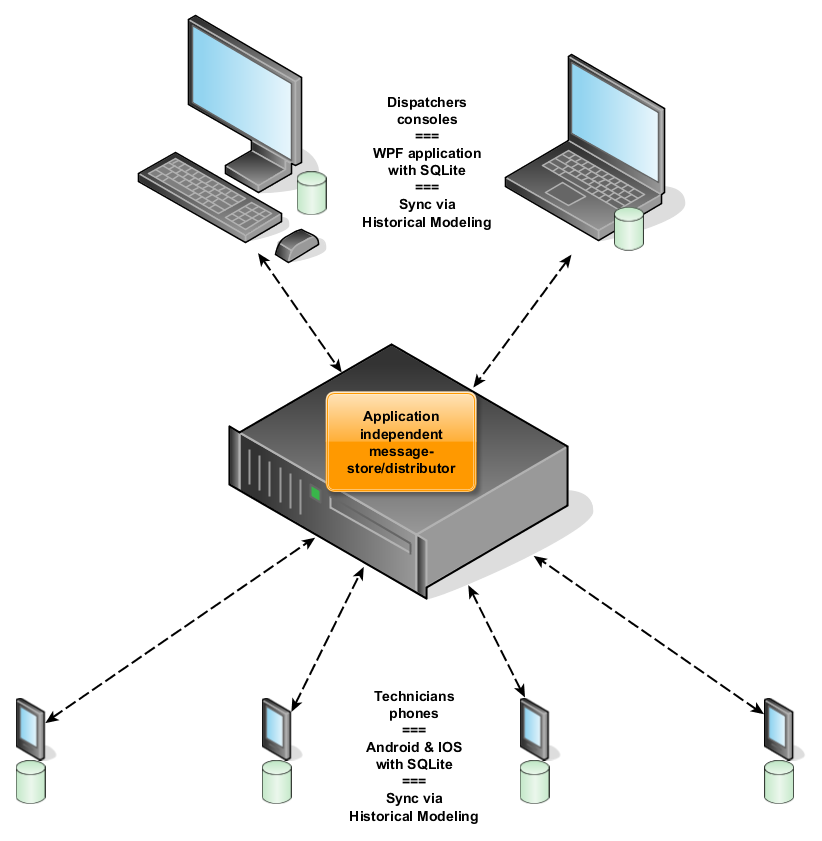 Dispatchers
consoles
===
WPF application
with SQLite
===
Sync via
Historical Modeling
Application
independent
message-
store/distributor
Technicians
phones
===
Android & IOS
with SQLite
===
Sync via
Historical Modeling